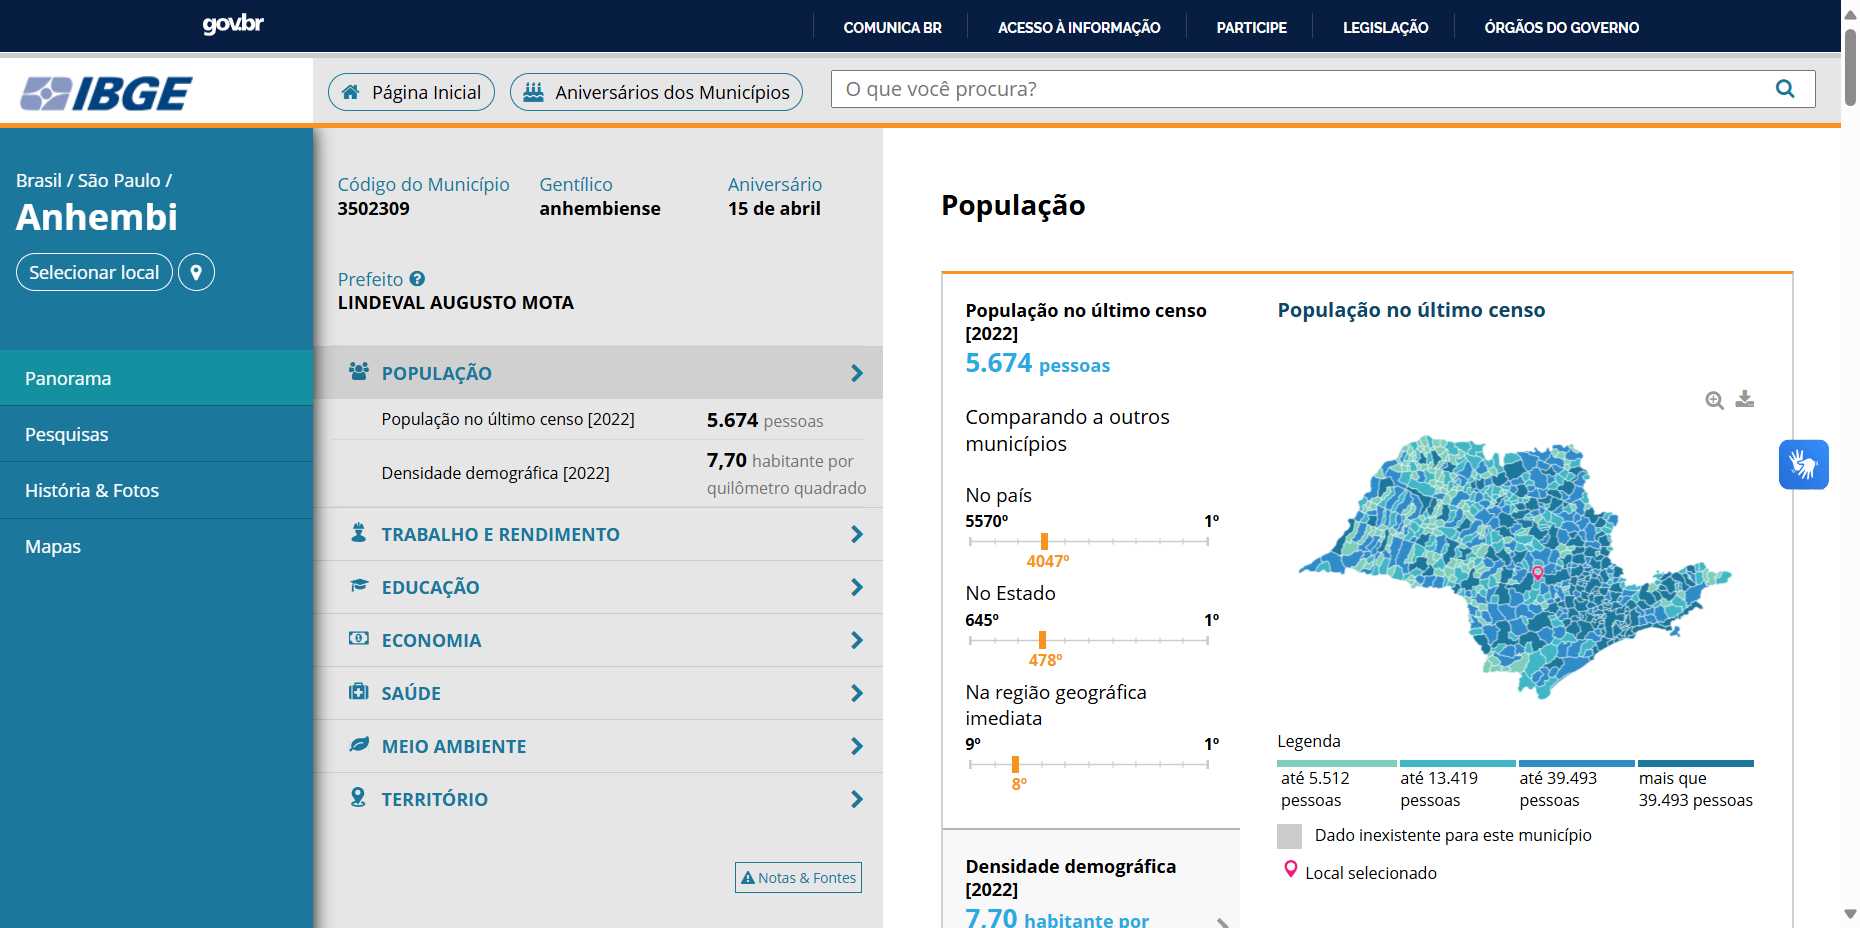 gov.br
COMUNICA BR
ACESSO À INFORMAÇÃO
PARTICIPE
LEGISLAÇÃO
ÓRGÃOS DO GOVERNO
IBGE
Página Inicial
Aniversários dos Municípios
O que você procura?
Brasil / São Paulo /
Anhembi
Selecionar local
Panorama
Pesquisas
História & Fotos
Mapas
Código do Município
3502309
Gentílico
anhembiense
Aniversário
15 de abril
Prefeito
LINDEVAL AUGUSTO MOTA
POPULAÇÃO
População no último censo [2022]
5.674 pessoas
Densidade demográfica [2022]
7,70 habitante por
quilômetro quadrado
TRABALHO E RENDIMENTO
EDUCAÇÃO
ECONOMIA
SAÚDE
MEIO AMBIENTE
TERRITÓRIO
Notas & Fontes
População
População no último censo
[2022]
5.674 pessoas
Comparando a outros
municípios
No país
5570º 1º
4047º
No Estado
645º 1º
478º
Na região geográfica
imediata
9º 1º
8º
Densidade demográfica
[2022]
7,70 habitante por
População no último censo
Legenda
até 5.512
pessoas
até 13.419
pessoas
até 39.493
pessoas
mais que
39.493 pessoas
Dado inexistente para este município
Local selecionado